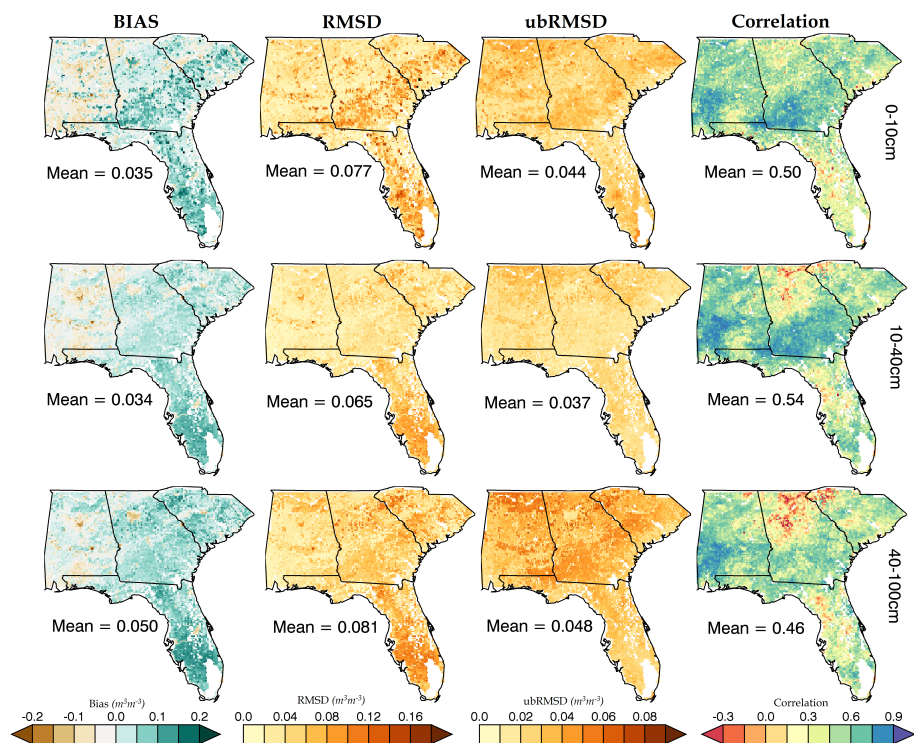 BIAS RMSD ubRMSD Correlation
0-10cm
Mean = 0.035 Mean = 0.077 Mean = 0.044 Mean = 0.50
10-40cm
Mean = 0.034 Mean = 0.065 Mean = 0.037 Mean = 0.54
40-100cm
Mean = 0.050 Mean = 0.081 Mean = 0.048 Mean = 0.46
Bias (m³m⁻³) RMSD (m³m⁻³) ubRMSD (m³m⁻³) Correlation
-0.2 -0.1 0.0 0.1 0.2 0.0 0.04 0.08 0.12 0.16 0.0 0.02 0.04 0.06 0.08 -0.3 0.0 0.3 0.6 0.9